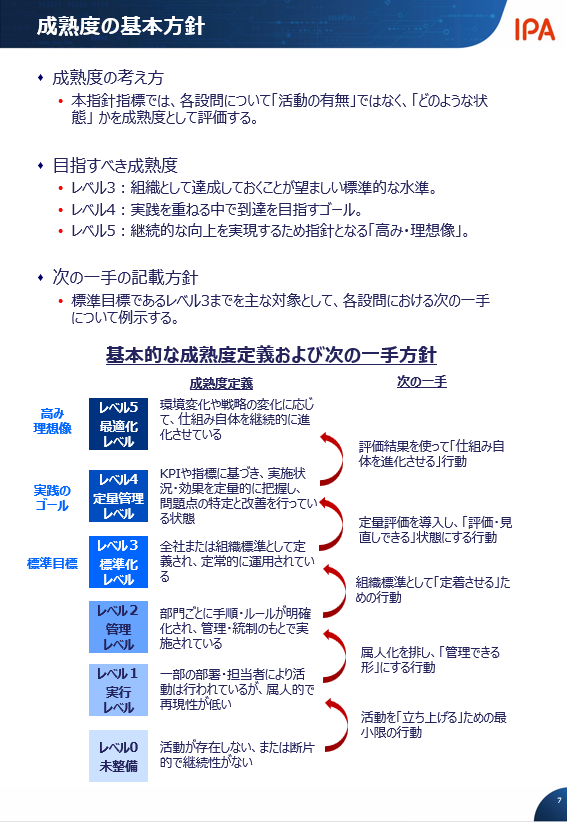 成熟度の基本方針
IPA
成熟度の考え方
本指針指標では、各設問について「活動の有無」ではなく、「どのような状
態」 かを成熟度として評価する。
目指すべき成熟度
レベル3：組織として達成しておくことが望ましい標準的な水準。
レベル4：実践を重ねる中で到達を目指すゴール。
レベル5：継続的な向上を実現するため指針となる「高み・理想像」。
次の一手の記載方針
標準目標であるレベル3までを主な対象として、各設問における次の一手
について例示する。
基本的な成熟度定義および次の一手方針
成熟度定義
次の一手
高み
理想像
レベル5
最適化
レベル
環境変化や戦略の変化に応じ
て、仕組み自体を継続的に進
化させている
評価結果を使って「仕組み自
体を進化させる」行動
実践の
ゴール
レベル4
定量管理
レベル
KPIや指標に基づき、実施状
況・効果を定量的に把握し、
問題点の特定と改善を行ってい
る状態
定量評価を導入し、「評価・見
直しできる」状態にする行動
標準目標
レベル３
標準化
レベル
全社または組織標準として定
義され、定常的に運用されてい
る
組織標準として「定着させる」た
めの行動
レベル２
管理
レベル
部門ごとに手順・ルールが明確
化され、管理・統制のもとで実
施されている
属人化を排し、「管理できる
形」にする行動
レベル１
実行
レベル
一部の部署・担当者により活
動は行われているが、属人的で
再現性が低い
活動を「立ち上げる」ための最
小限の行動
レベル0
未整備
活動が存在しない、または断片
的で継続性がない
7